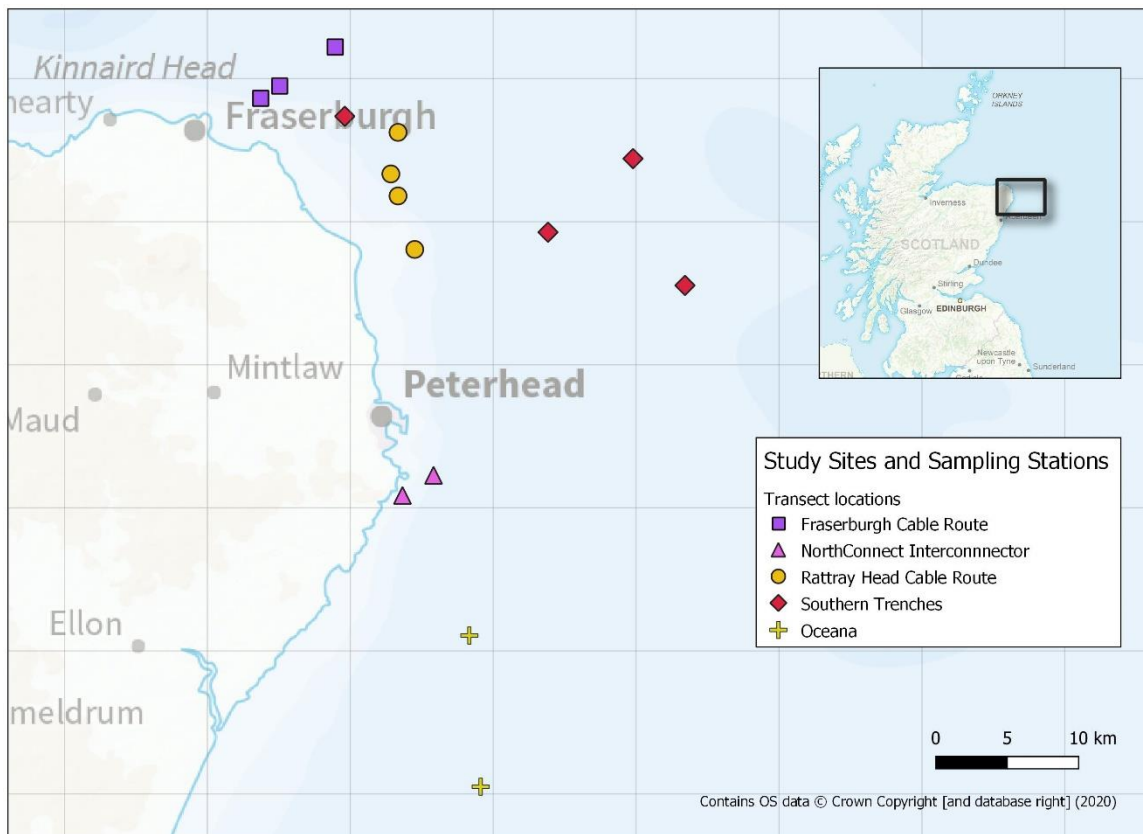 Kinnaird Head
nearty
Fraserburgh
Mintlaw
Maud
Peterhead
Ellon
meldrum
ORKNEY
ISLANDS
Inverness
SCOTLAND
Dundee
Stirling
Glasgow
EDINBURGH
Newcastle
upon Tyne
Sunderland
Study Sites and Sampling Stations
Transect locations
Fraserburgh Cable Route
NorthConnect Interconnnector
Rattray Head Cable Route
Southern Trenches
Oceana
0 5 10 km
Contains OS data © Crown Copyright [and database right] (2020)